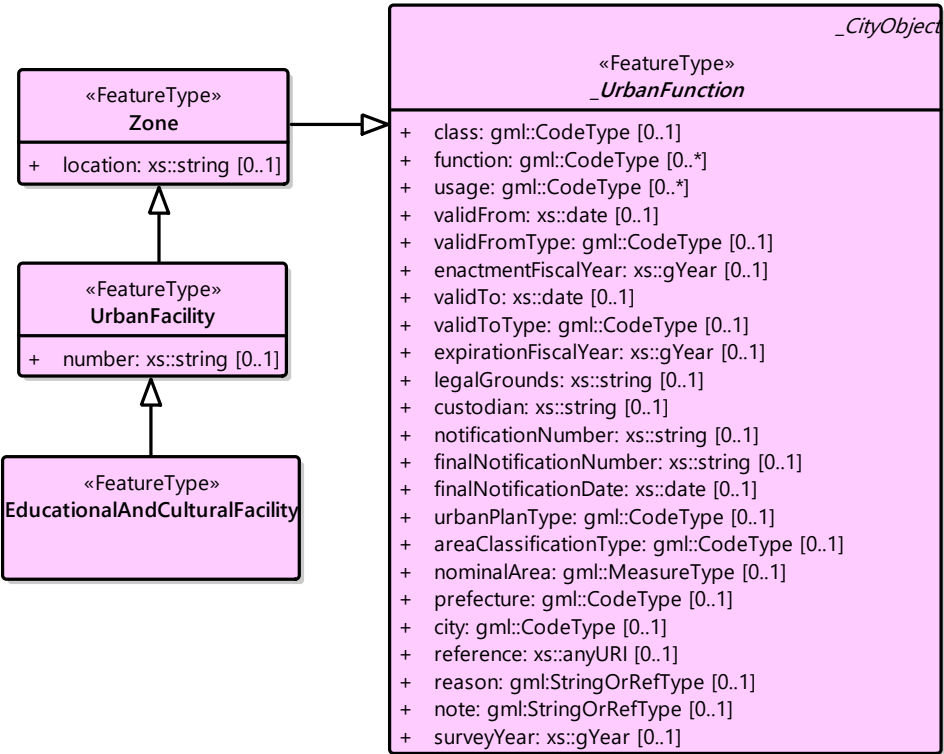 «FeatureType»
Zone
+ location: xs::string [0..1]
«FeatureType»
UrbanFacility
+ number: xs::string [0..1]
«FeatureType»
EducationalAndCulturalFacility
_CityObject
«FeatureType»
_UrbanFunction
+ class: gml::CodeType [0..1]
+ function: gml::CodeType [0..*]
+ usage: gml::CodeType [0..*]
+ validFrom: xs::date [0..1]
+ validFromType: gml::CodeType [0..1]
+ enactmentFiscalYear: xs::gYear [0..1]
+ validTo: xs::date [0..1]
+ validToType: gml::CodeType [0..1]
+ expirationFiscalYear: xs::gYear [0..1]
+ legalGrounds: xs::string [0..1]
+ custodian: xs::string [0..1]
+ notificationNumber: xs::string [0..1]
+ finalNotificationNumber: xs::string [0..1]
+ finalNotificationDate: xs::date [0..1]
+ urbanPlanType: gml::CodeType [0..1]
+ areaClassificationType: gml::CodeType [0..1]
+ nominalArea: gml::MeasureType [0..1]
+ prefecture: gml::CodeType [0..1]
+ city: gml::CodeType [0..1]
+ reference: xs::anyURI [0..1]
+ reason: gml:StringOrRefType [0..1]
+ note: gml:StringOrRefType [0..1]
+ surveyYear: xs::gYear [0..1]